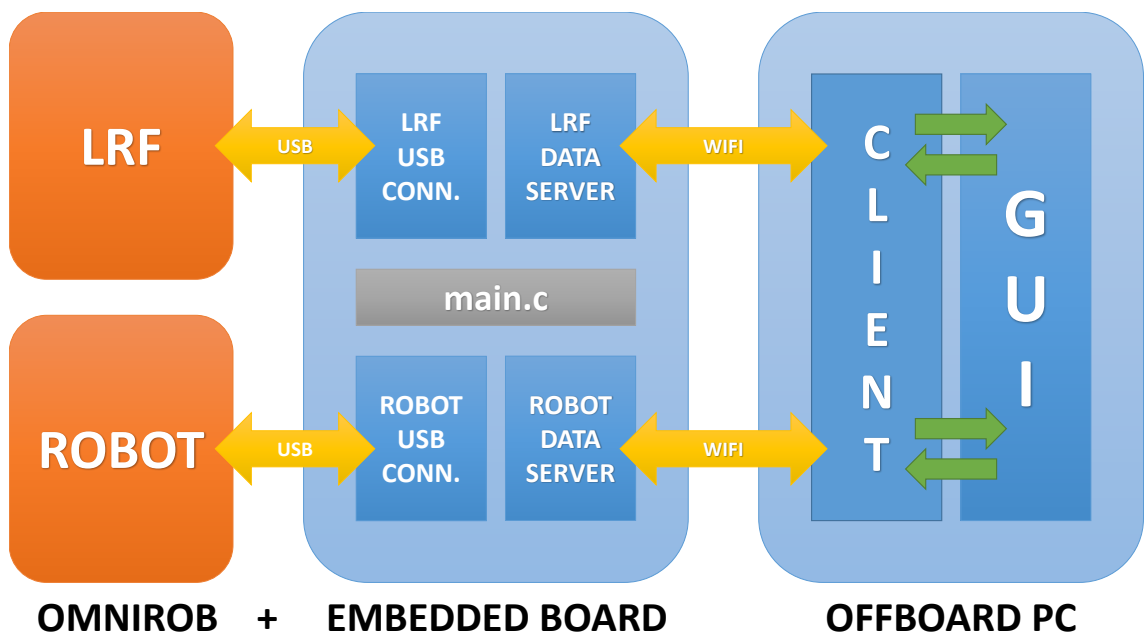 LRF
USB
LRF
USB
CONN.
LRF
DATA
SERVER
WIFI
C
L
I
E
N
T
G
U
I
main.c
ROBOT
USB
ROBOT
USB
CONN.
ROBOT
DATA
SERVER
WIFI
OMNIROB + EMBEDDED BOARD OFFBOARD PC